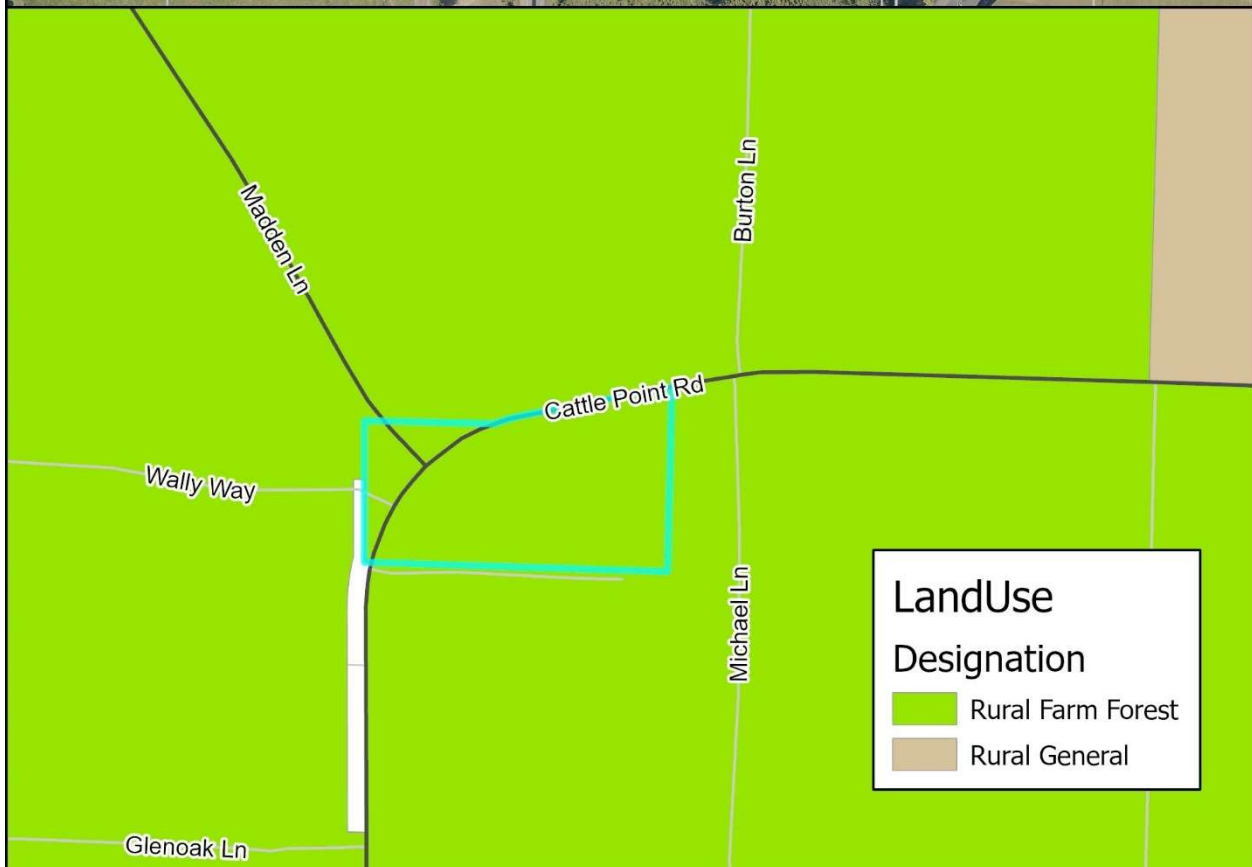 Madden Ln
Burton Ln
Cattle Point Rd
Wally Way
Michael Ln
Glenoak Ln
LandUse
Designation
Rural Farm Forest
Rural General